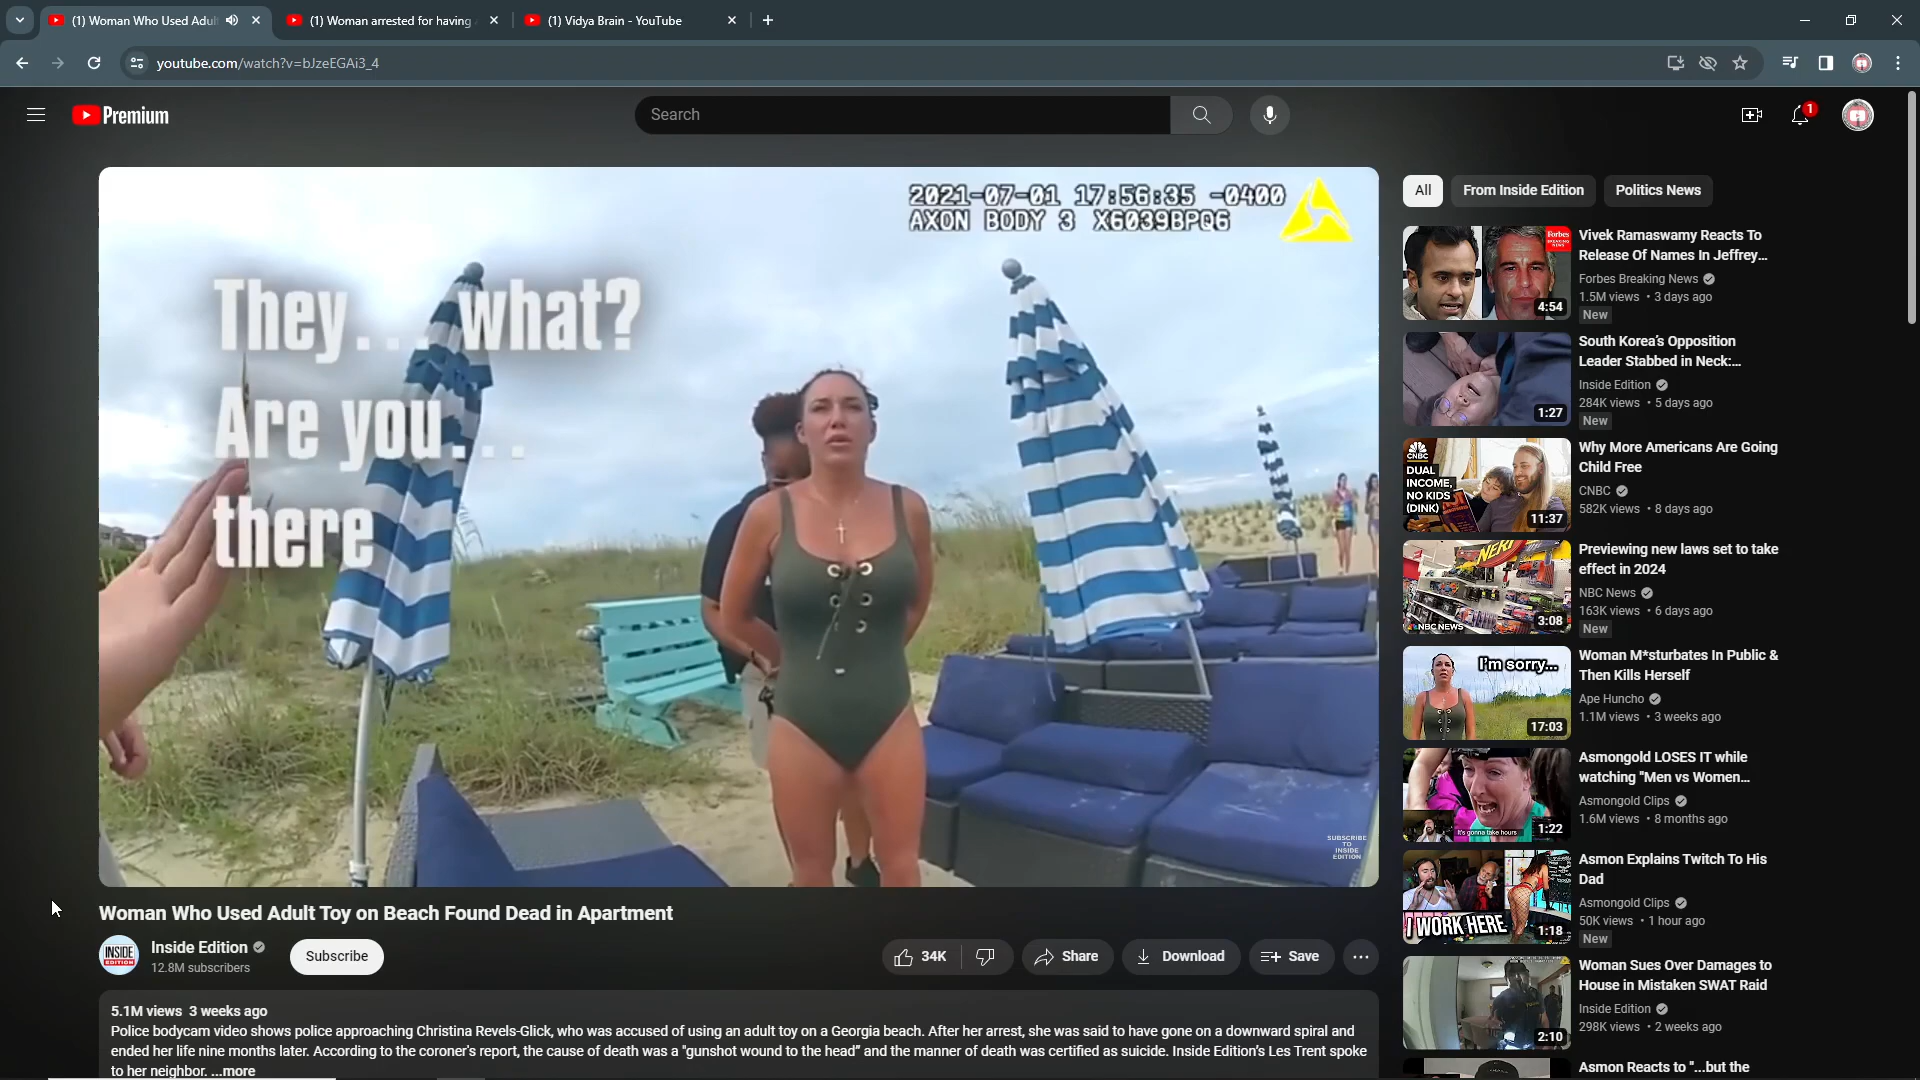 (1) Woman Who Used Adul
(1) Woman arrested for having
(1) Vidya Brain - YouTube
youtube.com/watch?v=bJzeEGAi3_4
Premium
Search
1
2021-07-01 17:56:35 -0400
AXON BODY 3 X6039BPQ6
They... what?
Are you...
there
SUBSCRIBE
TO
INSIDE
EDITION
Woman Who Used Adult Toy on Beach Found Dead in Apartment
INSIDE
EDITION
Inside Edition
12.8M subscribers
Subscribe
34K
Share
Download
Save
5.1M views 3 weeks ago
Police bodycam video shows police approaching Christina Revels-Glick, who was accused of using an adult toy on a Georgia beach. After her arrest, she was said to have gone on a downward spiral and
ended her life nine months later. According to the coroner's report, the cause of death was a "gunshot wound to the head" and the manner of death was certified as suicide. Inside Edition's Les Trent spoke
to her neighbor. ...more
All
From Inside Edition
Politics News
Forbes
BREAKING
NEWS
4:54
Vivek Ramaswamy Reacts To
Release Of Names In Jeffrey...
Forbes Breaking News
1.5M views • 3 days ago
New
1:27
South Korea's Opposition
Leader Stabbed in Neck:...
Inside Edition
284K views • 5 days ago
New
CNBC
DUAL
INCOME,
NO KIDS
(DINK)
11:37
Why More Americans Are Going
Child Free
CNBC
582K views • 8 days ago
NERF
NBC NEWS
3:08
Previewing new laws set to take
effect in 2024
NBC News
163K views • 6 days ago
New
I'm sorry...
17:03
Woman M*sturbates In Public &
Then Kills Herself
Ape Huncho
1.1M views • 3 weeks ago
It's gonna take hours
1:22
Asmongold LOSES IT while
watching "Men vs Women...
Asmongold Clips
1.6M views • 8 months ago
I WORK HERE
1:18
Asmon Explains Twitch To His
Dad
Asmongold Clips
50K views • 1 hour ago
New
2:10
Woman Sues Over Damages to
House in Mistaken SWAT Raid
Inside Edition
298K views • 2 weeks ago
Asmon Reacts to "...but the